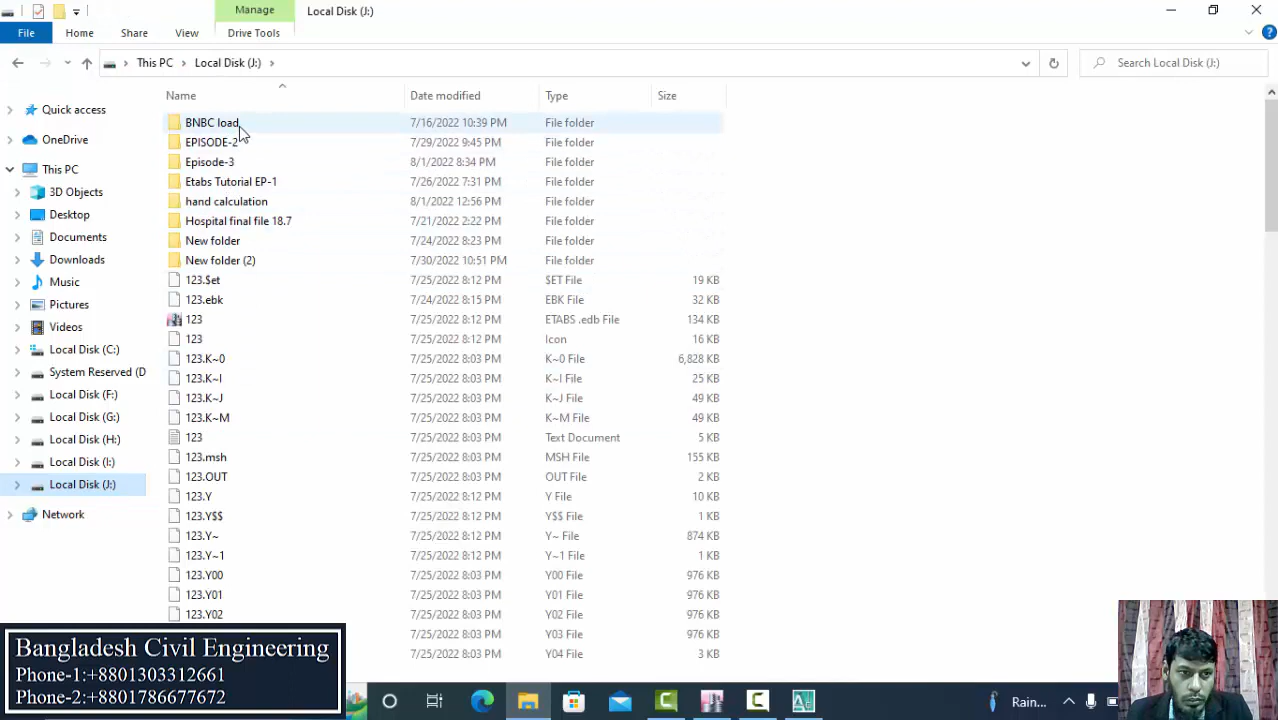 Manage
Local Disk (J:)
File
Home
Share
View
Drive Tools
This PC
Local Disk (J:)
Search Local Disk (J:)
Name
Date modified
Type
Size
Quick access
OneDrive
This PC
3D Objects
Desktop
Documents
Downloads
Music
Pictures
Videos
Local Disk (C:)
System Reserved (D
Local Disk (F:)
Local Disk (G:)
Local Disk (H:)
Local Disk (I:)
Local Disk (J:)
Network
BNBC load 7/16/2022 10:39 PM File folder
EPISODE-2 7/29/2022 9:45 PM File folder
Episode-3 8/1/2022 8:34 PM File folder
Etabs Tutorial EP-1 7/26/2022 7:31 PM File folder
hand calculation 8/1/2022 12:56 PM File folder
Hospital final file 18.7 7/21/2022 2:22 PM File folder
New folder 7/24/2022 8:23 PM File folder
New folder (2) 7/30/2022 10:51 PM File folder
123.$et 7/25/2022 8:12 PM $ET File 19 KB
123.ebk 7/24/2022 8:15 PM EBK File 32 KB
123 7/25/2022 8:12 PM ETABS .edb File 134 KB
123 7/25/2022 8:12 PM Icon 16 KB
123.K~0 7/25/2022 8:03 PM K~0 File 6,828 KB
123.K~I 7/25/2022 8:03 PM K~I File 25 KB
123.K~J 7/25/2022 8:03 PM K~J File 49 KB
123.K~M 7/25/2022 8:03 PM K~M File 49 KB
123 7/25/2022 8:03 PM Text Document 5 KB
123.msh 7/25/2022 8:03 PM MSH File 155 KB
123.OUT 7/25/2022 8:03 PM OUT File 2 KB
123.Y 7/25/2022 8:12 PM Y File 10 KB
123.Y$$ 7/25/2022 8:12 PM Y$$ File 1 KB
123.Y~ 7/25/2022 8:12 PM Y~ File 874 KB
123.Y~1 7/25/2022 8:12 PM Y~1 File 1 KB
123.Y00 7/25/2022 8:03 PM Y00 File 976 KB
123.Y01 7/25/2022 8:03 PM Y01 File 976 KB
123.Y02 7/25/2022 8:03 PM Y02 File 976 KB
7/25/2022 8:03 PM Y03 File 976 KB
7/25/2022 8:03 PM Y04 File 3 KB
Bangladesh Civil Engineering
Phone-1:+8801303312661
Phone-2:+8801786677672
Rain...